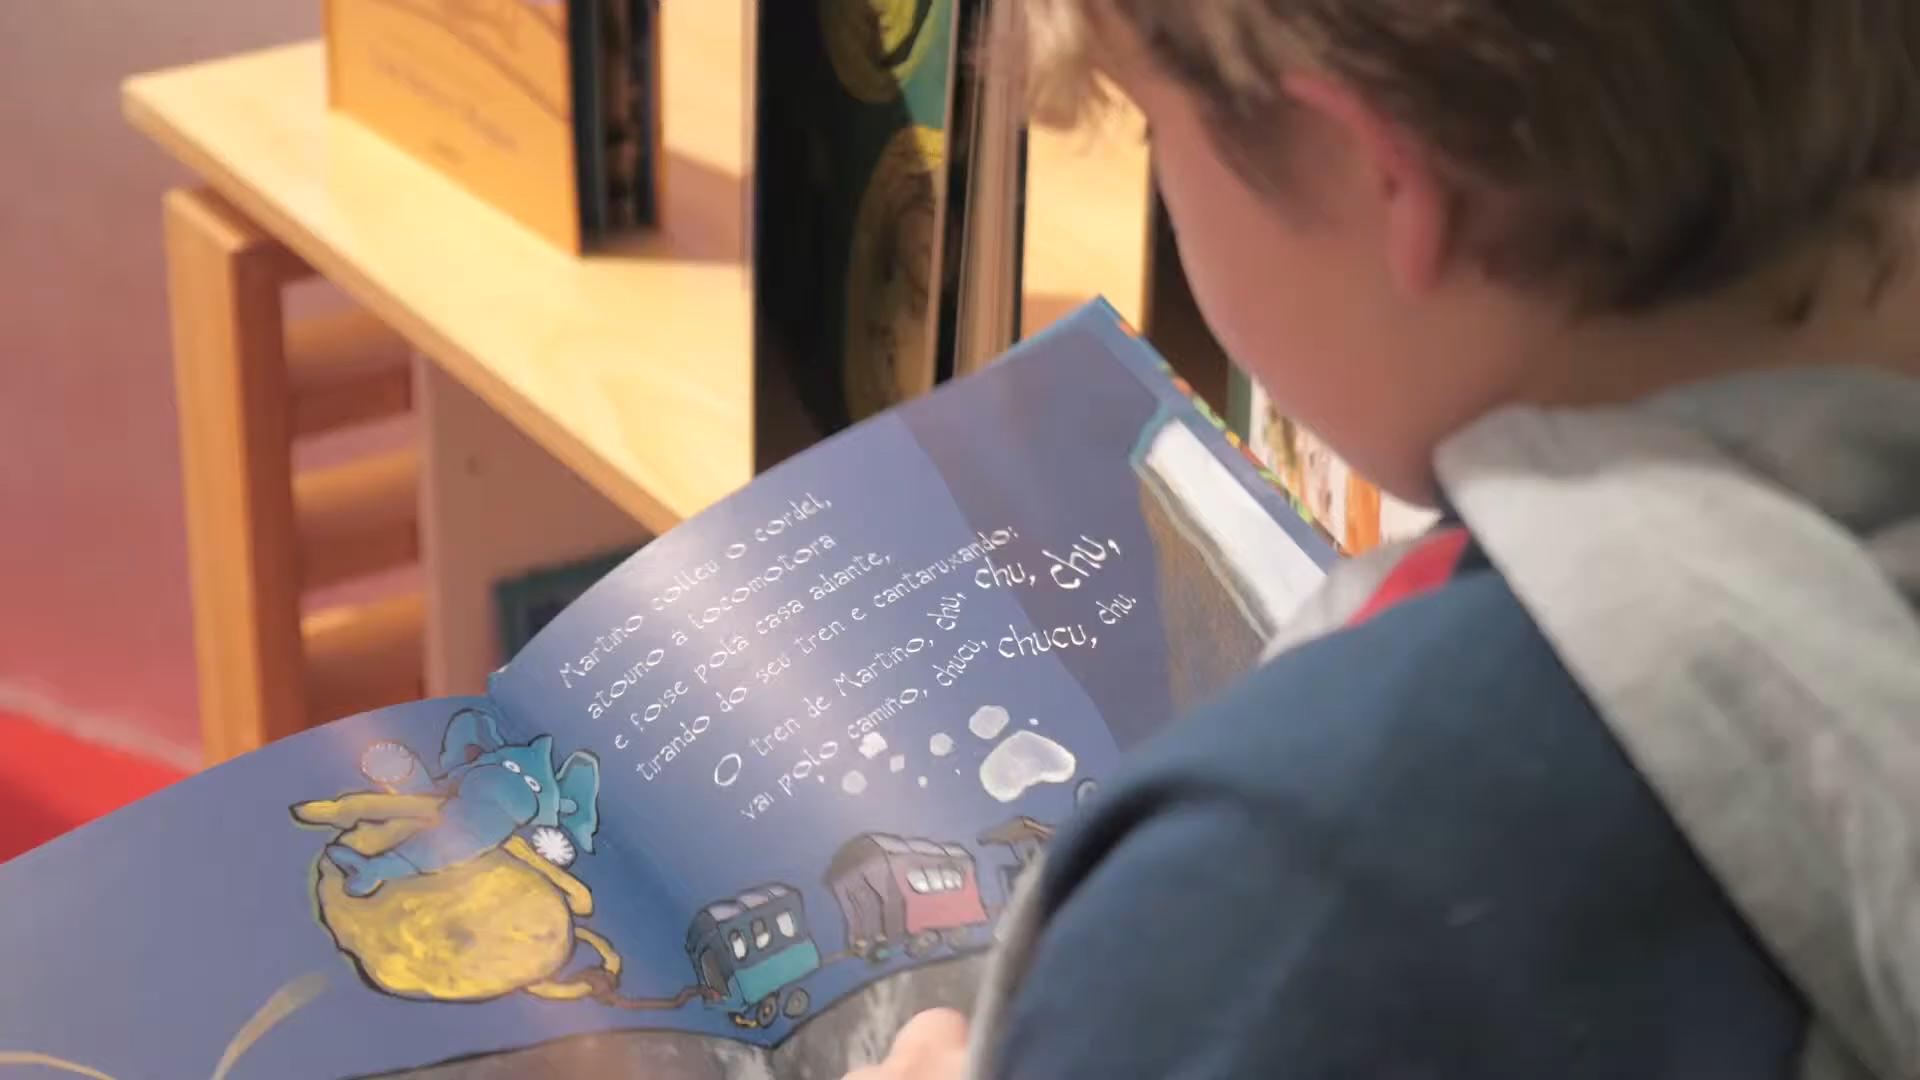 Martiño colleu o cordel,
atouno a locomotora
e foise pola casa adiante,
tirando do seu tren e cantaruxando:
O tren de Martiño, chu, chu, chu,
vai polo camiño, chucu, chucu, chu.